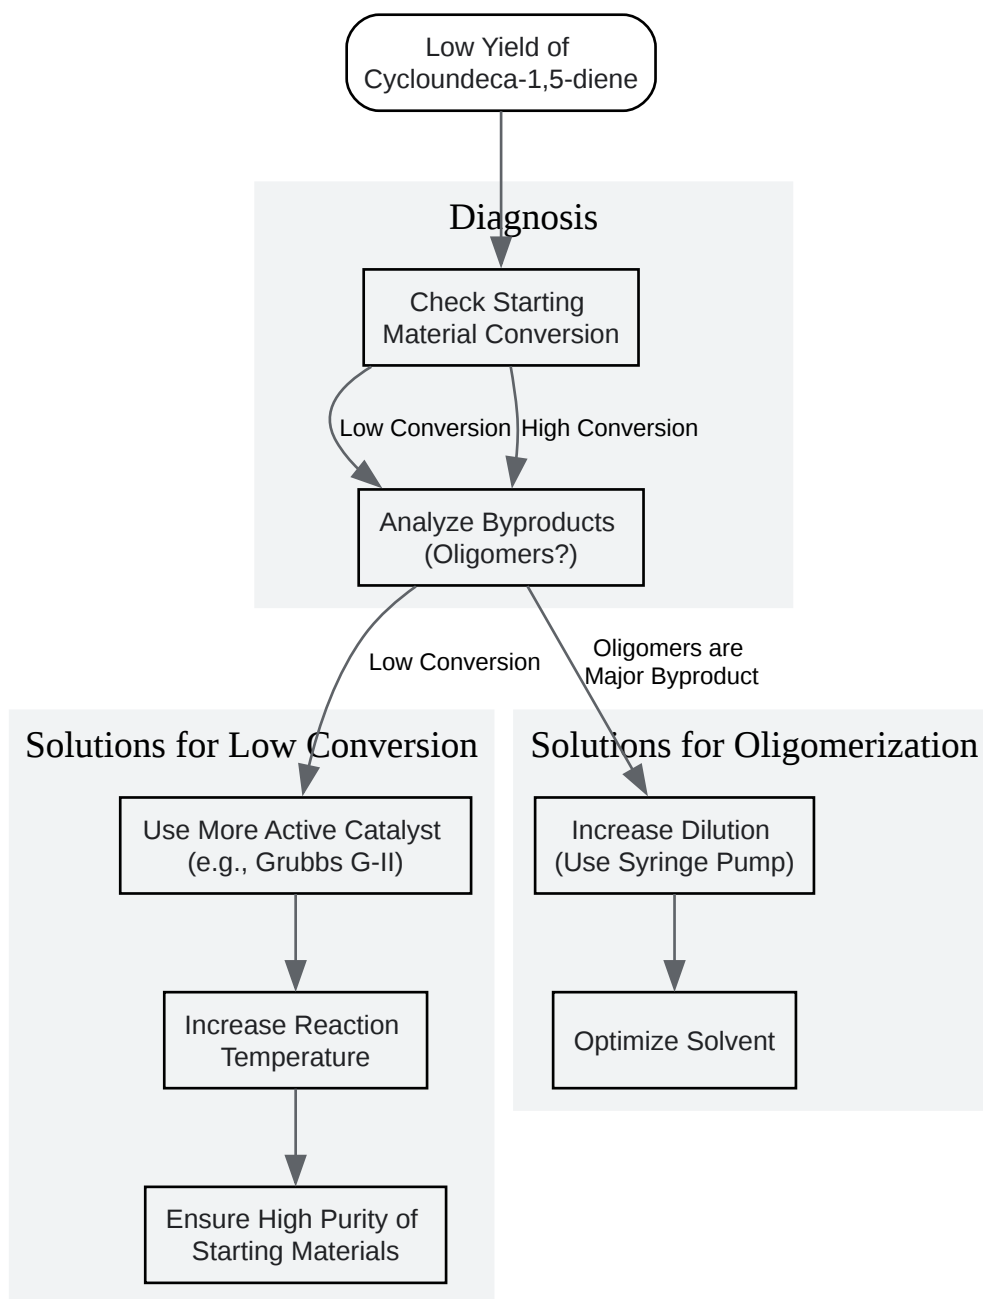 Low Yield of
Cycloundeca-1,5-diene
Diagnosis
Check Starting
Material Conversion
Low Conversion
High Conversion
Analyze Byproducts
(Oligomers?)
Low Conversion
Oligomers are
Major Byproduct
Solutions for Low Conversion
Use More Active Catalyst
(e.g., Grubbs G-II)
Increase Reaction
Temperature
Ensure High Purity of
Starting Materials
Solutions for Oligomerization
Increase Dilution
(Use Syringe Pump)
Optimize Solvent